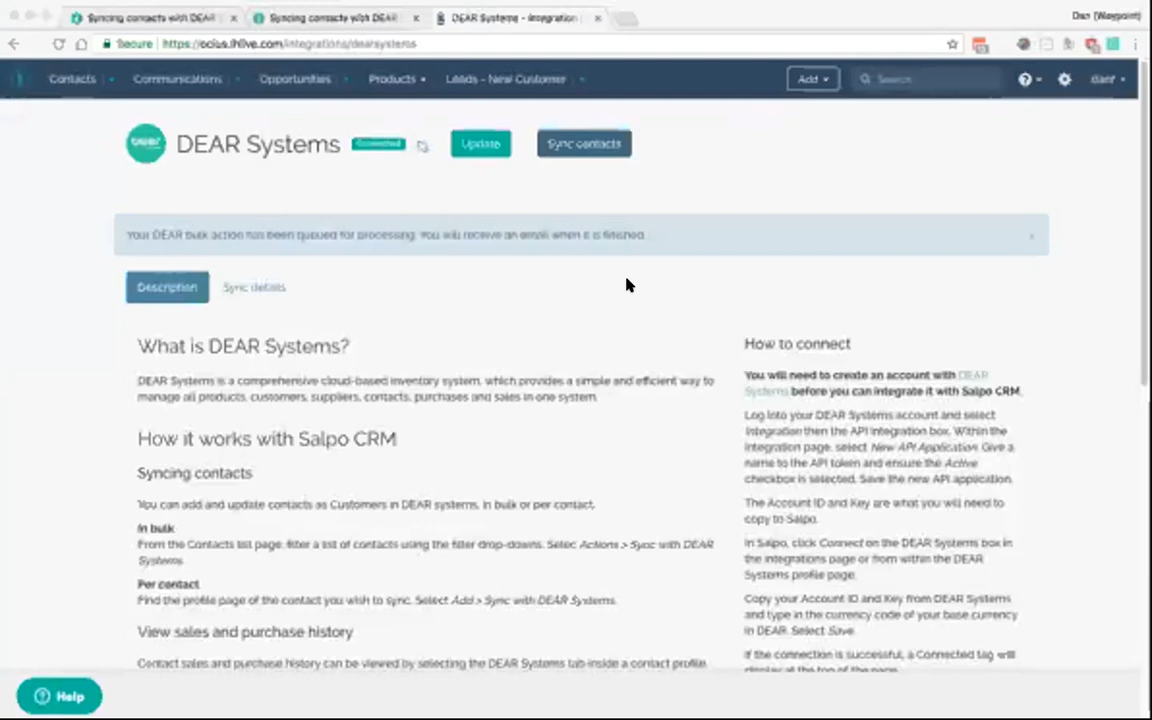 Syncing contacts with DEAR
Syncing contacts with DEAR
DEAR Systems - Integration
Dan (Waypoint)
Secure https://ocius.lhlive.com/integrations/dearsystems
Contacts Communications Opportunities Products Leads - New Customer Add Search danf
DEAR Systems Connected Update Sync contacts
Your DEAR bulk action has been queued for processing. You will receive an email when it is finished.
Description Sync details
What is DEAR Systems?
DEAR Systems is a comprehensive cloud-based inventory system, which provides a simple and efficient way to
manage all products, customers, suppliers, contacts, purchases and sales in one system.
How it works with Salpo CRM
Syncing contacts
You can add and update contacts as Customers in DEAR systems, in bulk or per contact.
In bulk
From the Contacts list page, filter a list of contacts using the filter drop-downs. Selec Actions > Sync with DEAR
Systems.
Per contact
Find the profile page of the contact you wish to sync. Select Add > Sync with DEAR Systems.
View sales and purchase history
Contact sales and purchase history can be viewed by selecting the DEAR Systems tab inside a contact profile.
How to connect
You will need to create an account with DEAR
Systems before you can integrate it with Salpo CRM.
Log into your DEAR Systems account and select
Integration then the API Integration box. Within the
Integration page, select New API Application Give a
name to the API token and ensure the Active
checkbox is selected. Save the new API application.
The Account ID and Key are what you will need to
copy to Salpo.
In Salpo, click Connect on the DEAR Systems box in
the integrations page or from within the DEAR
Systems profile page.
Copy your Account ID and Key from DEAR Systems
and type in the currency code of your base currency
in DEAR. Select Save.
If the connection is successful, a Connected tag will
display at the top of the page.
Help